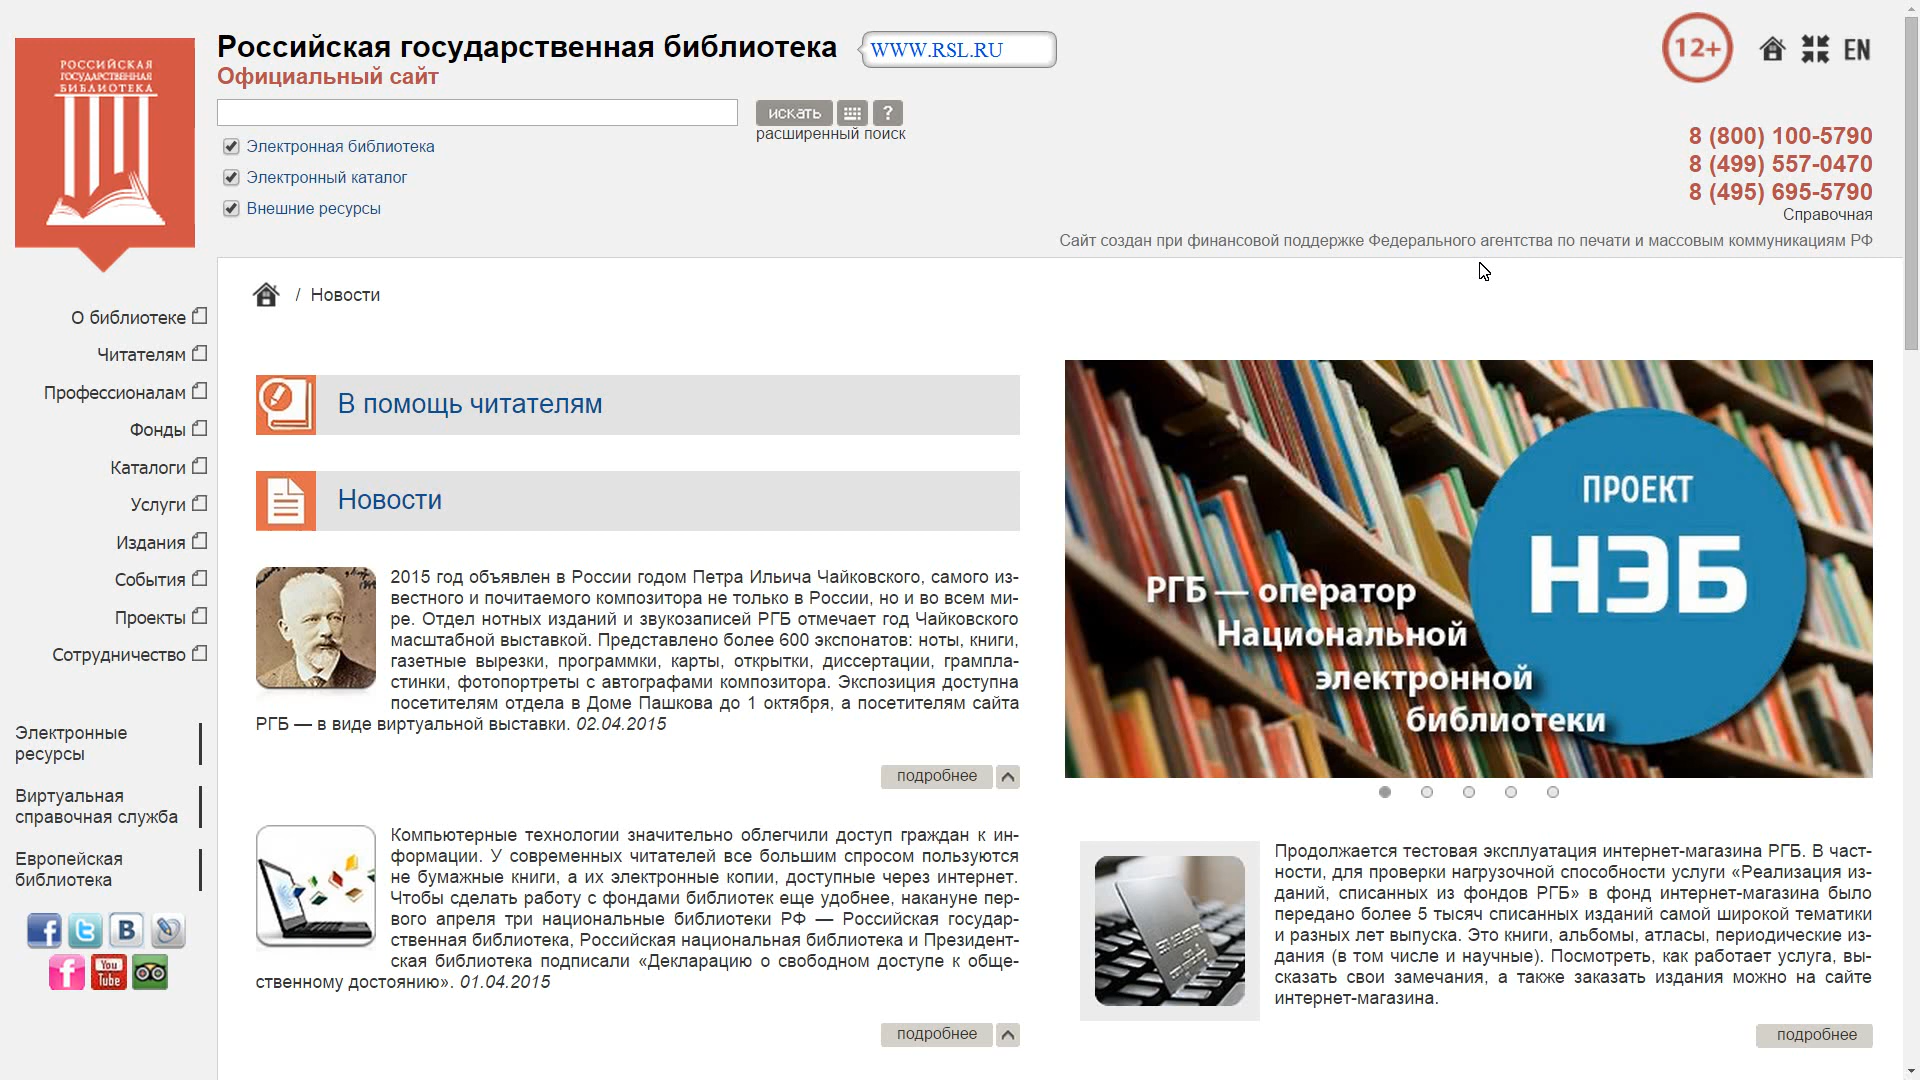 РОССИЙСКАЯ
ГОСУДАРСТВЕННАЯ
БИБЛИОТЕКА
Российская государственная библиотека
WWW.RSL.RU
Официальный сайт
искать
?
расширенный поиск
Электронная библиотека
Электронный каталог
Внешние ресурсы
12+
EN
8 (800) 100-5790
8 (499) 557-0470
8 (495) 695-5790
Справочная
Сайт создан при финансовой поддержке Федерального агентства по печати и массовым коммуникациям РФ
О библиотеке
Читателям
Профессионалам
Фонды
Каталоги
Услуги
Издания
События
Проекты
Сотрудничество
Электронные
ресурсы
Виртуальная
справочная служба
Европейская
библиотека
You
Tube
/ Новости
В помощь читателям
Новости
2015 год объявлен в России годом Петра Ильича Чайковского, самого из-
вестного и почитаемого композитора не только в России, но и во всем ми-
ре. Отдел нотных изданий и звукозаписей РГБ отмечает год Чайковского
масштабной выставкой. Представлено более 600 экспонатов: ноты, книги,
газетные вырезки, программки, карты, открытки, диссертации, грампла-
стинки, фотопортреты с автографами композитора. Экспозиция доступна
посетителям отдела в Доме Пашкова до 1 октября, а посетителям сайта
РГБ — в виде виртуальной выставки. 02.04.2015
подробнее
Компьютерные технологии значительно облегчили доступ граждан к ин-
формации. У современных читателей все большим спросом пользуются
не бумажные книги, а их электронные копии, доступные через интернет.
Чтобы сделать работу с фондами библиотек еще удобнее, накануне пер-
вого апреля три национальные библиотеки РФ — Российская государ-
ственная библиотека, Российская национальная библиотека и Президент-
ская библиотека подписали «Декларацию о свободном доступе к обще-
ственному достоянию». 01.04.2015
подробнее
ПРОЕКТ
НЭБ
РГБ — оператор
Национальной
электронной
библиотеки
Продолжается тестовая эксплуатация интернет-магазина РГБ. В част-
ности, для проверки нагрузочной способности услуги «Реализация из-
даний, списанных из фондов РГБ» в фонд интернет-магазина было
передано более 5 тысяч списанных изданий самой широкой тематики
и разных лет выпуска. Это книги, альбомы, атласы, периодические из-
дания (в том числе и научные). Посмотреть, как работает услуга, вы-
сказать свои замечания, а также заказать издания можно на сайте
интернет-магазина.
подробнее